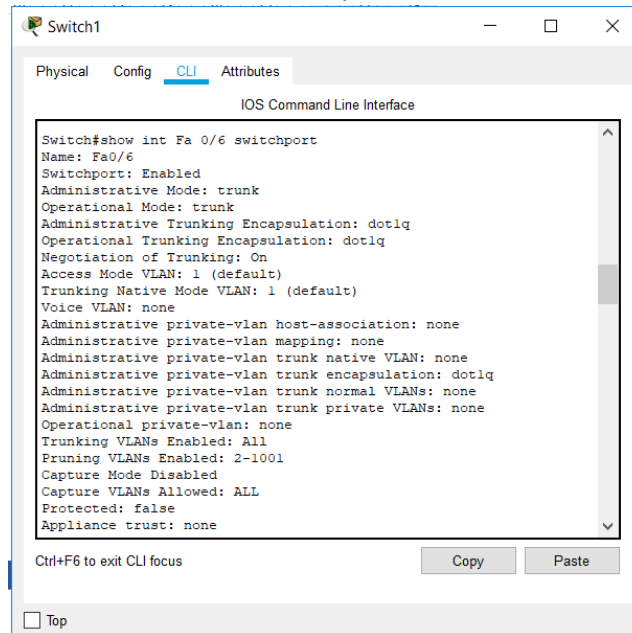 Switch1
Physical Config CLI Attributes
IOS Command Line Interface
Switch#show int Fa 0/6 switchport
Name: Fa0/6
Switchport: Enabled
Administrative Mode: trunk
Operational Mode: trunk
Administrative Trunking Encapsulation: dot1q
Operational Trunking Encapsulation: dot1q
Negotiation of Trunking: On
Access Mode VLAN: 1 (default)
Trunking Native Mode VLAN: 1 (default)
Voice VLAN: none
Administrative private-vlan host-association: none
Administrative private-vlan mapping: none
Administrative private-vlan trunk native VLAN: none
Administrative private-vlan trunk encapsulation: dot1q
Administrative private-vlan trunk normal VLANs: none
Administrative private-vlan trunk private VLANs: none
Operational private-vlan: none
Trunking VLANs Enabled: All
Pruning VLANs Enabled: 2-1001
Capture Mode Disabled
Capture VLANs Allowed: ALL
Protected: false
Appliance trust: none
Ctrl+F6 to exit CLI focus Copy Paste
Top